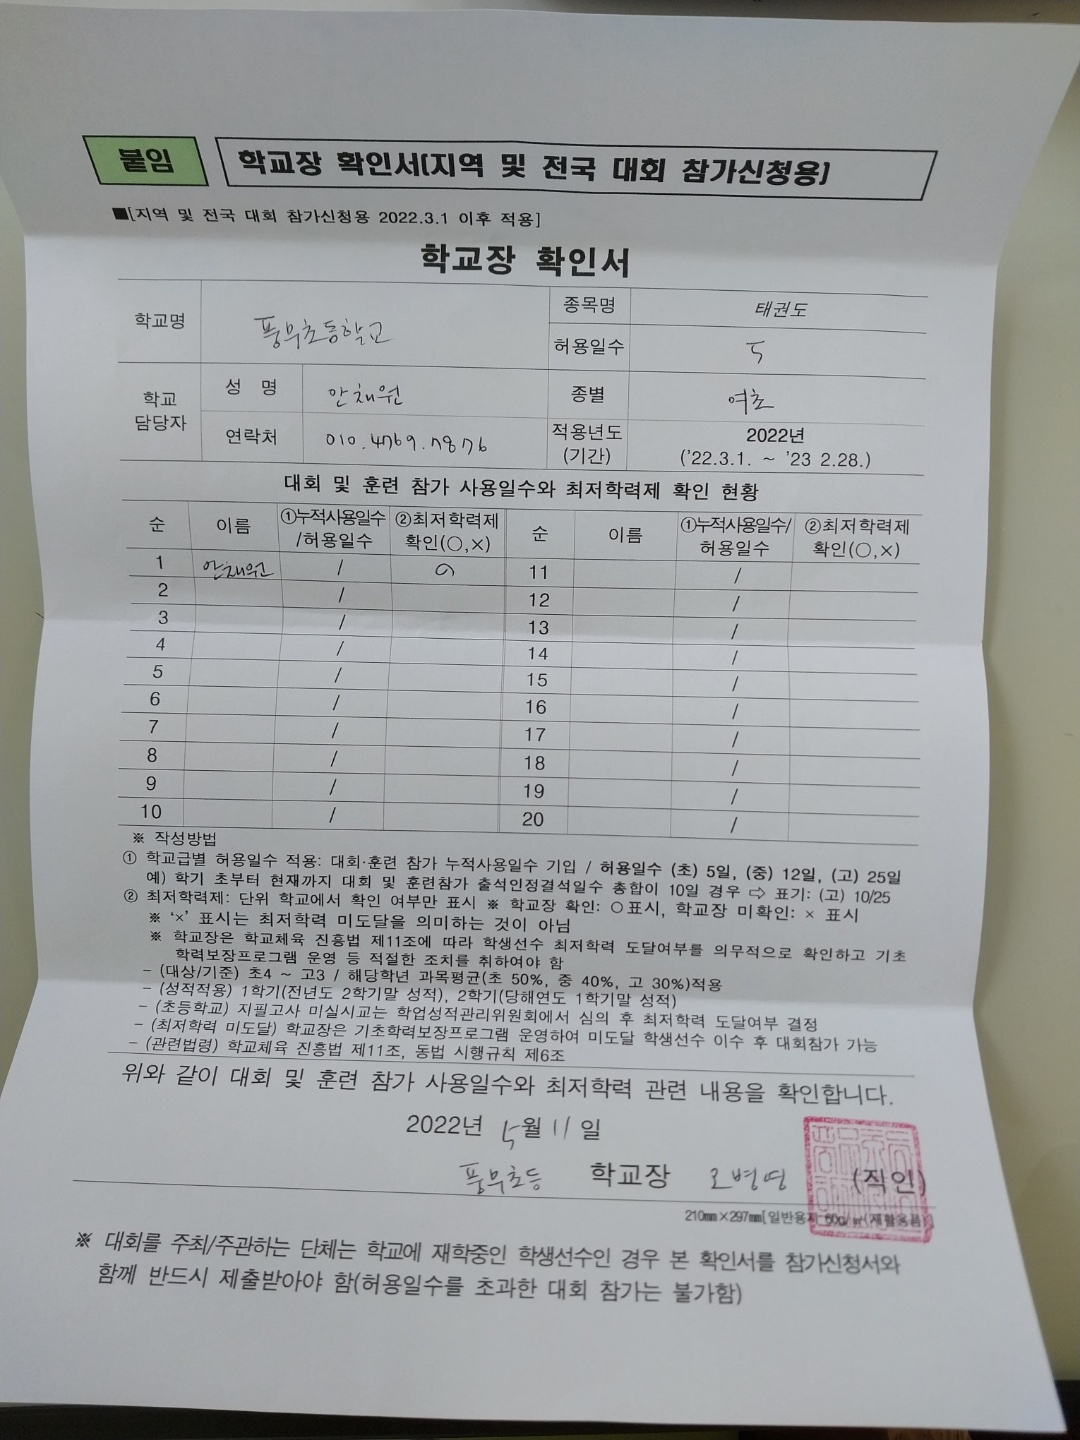 붙임 학교장 확인서(지역 및 전국 대회 참가신청용)
■[지역 및 전국 대회 참가신청용 2022.3.1 이후 적용]
학교장 확인서
학교명 풍무초등학교 종목명 태권도
허용일수 5
학교 담당자 성 명 안채원 종별 여초
연락처 010.4769.7876 적용년도 (기간) 2022년 ('22.3.1. ~ '23 2.28.)
대회 및 훈련 참가 사용일수와 최저학력제 확인 현황
순 이름 ①누적사용일수/허용일수 ②최저학력제 확인(○,×) 순 이름 ①누적사용일수/허용일수 ②최저학력제 확인(○,×)
1 안채원 / ○ 11 /
2 / 12 /
3 / 13 /
4 / 14 /
5 / 15 /
6 / 16 /
7 / 17 /
8 / 18 /
9 / 19 /
10 / 20 /
※ 작성방법
① 학교급별 허용일수 적용: 대회·훈련 참가 누적사용일수 기입 / 허용일수 (초) 5일, (중) 12일, (고) 25일
예) 학기 초부터 현재까지 대회 및 훈련참가 출석인정결석일수 총합이 10일 경우 ⇨ 표기: (고) 10/25
② 최저학력제: 단위 학교에서 확인 여부만 표시 ※ 학교장 확인: ○표시, 학교장 미확인: × 표시
※ '×' 표시는 최저학력 미도달을 의미하는 것이 아님
※ 학교장은 학교체육 진흥법 제11조에 따라 학생선수 최저학력 도달여부를 의무적으로 확인하고 기초
학력보장프로그램 운영 등 적절한 조치를 취하여야 함
- (대상/기준) 초4 ~ 고3 / 해당학년 과목평균(초 50%, 중 40%, 고 30%)적용
- (성적적용) 1학기(전년도 2학기말 성적), 2학기(당해연도 1학기말 성적)
- (초등학교) 지필고사 미실시교는 학업성적관리위원회에서 심의 후 최저학력 도달여부 결정
- (최저학력 미도달) 학교장은 기초학력보장프로그램 운영하여 미도달 학생선수 이수 후 대회참가 가능
- (관련법령) 학교체육 진흥법 제11조, 동법 시행규칙 제6조
위와 같이 대회 및 훈련 참가 사용일수와 최저학력 관련 내용을 확인합니다.
2022년 5월 11일
풍무초등 학교장 오병연 (직인)
210㎜×297㎜[일반용지 60g/㎡(재활용품)]
※ 대회를 주최/주관하는 단체는 학교에 재학중인 학생선수인 경우 본 확인서를 참가신청서와
함께 반드시 제출받아야 함(허용일수를 초과한 대회 참가는 불가함)